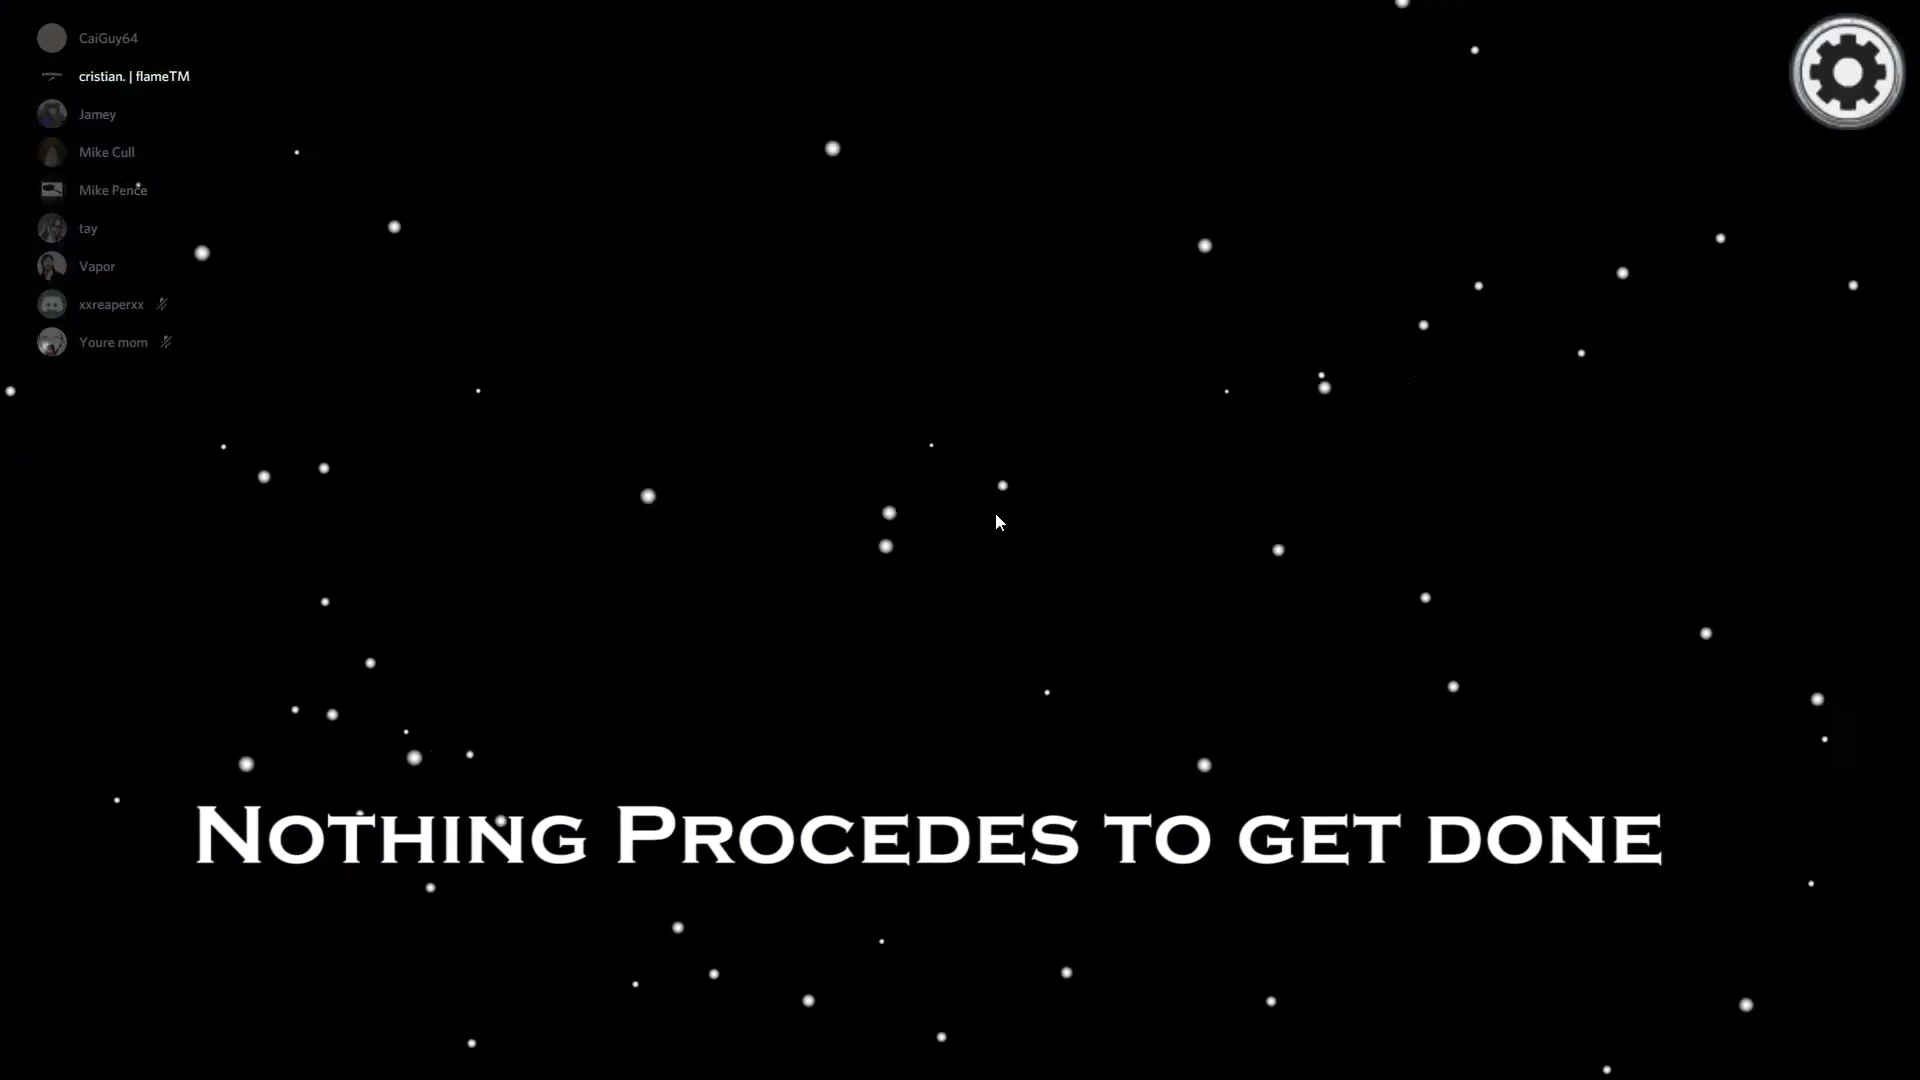 CaiGuy64
cristian. | flameTM
Jamey
Mike Cull
Mike Pence
tay
Vapor
xxreaperxx
Youre mom
Nothing Procedes to get done